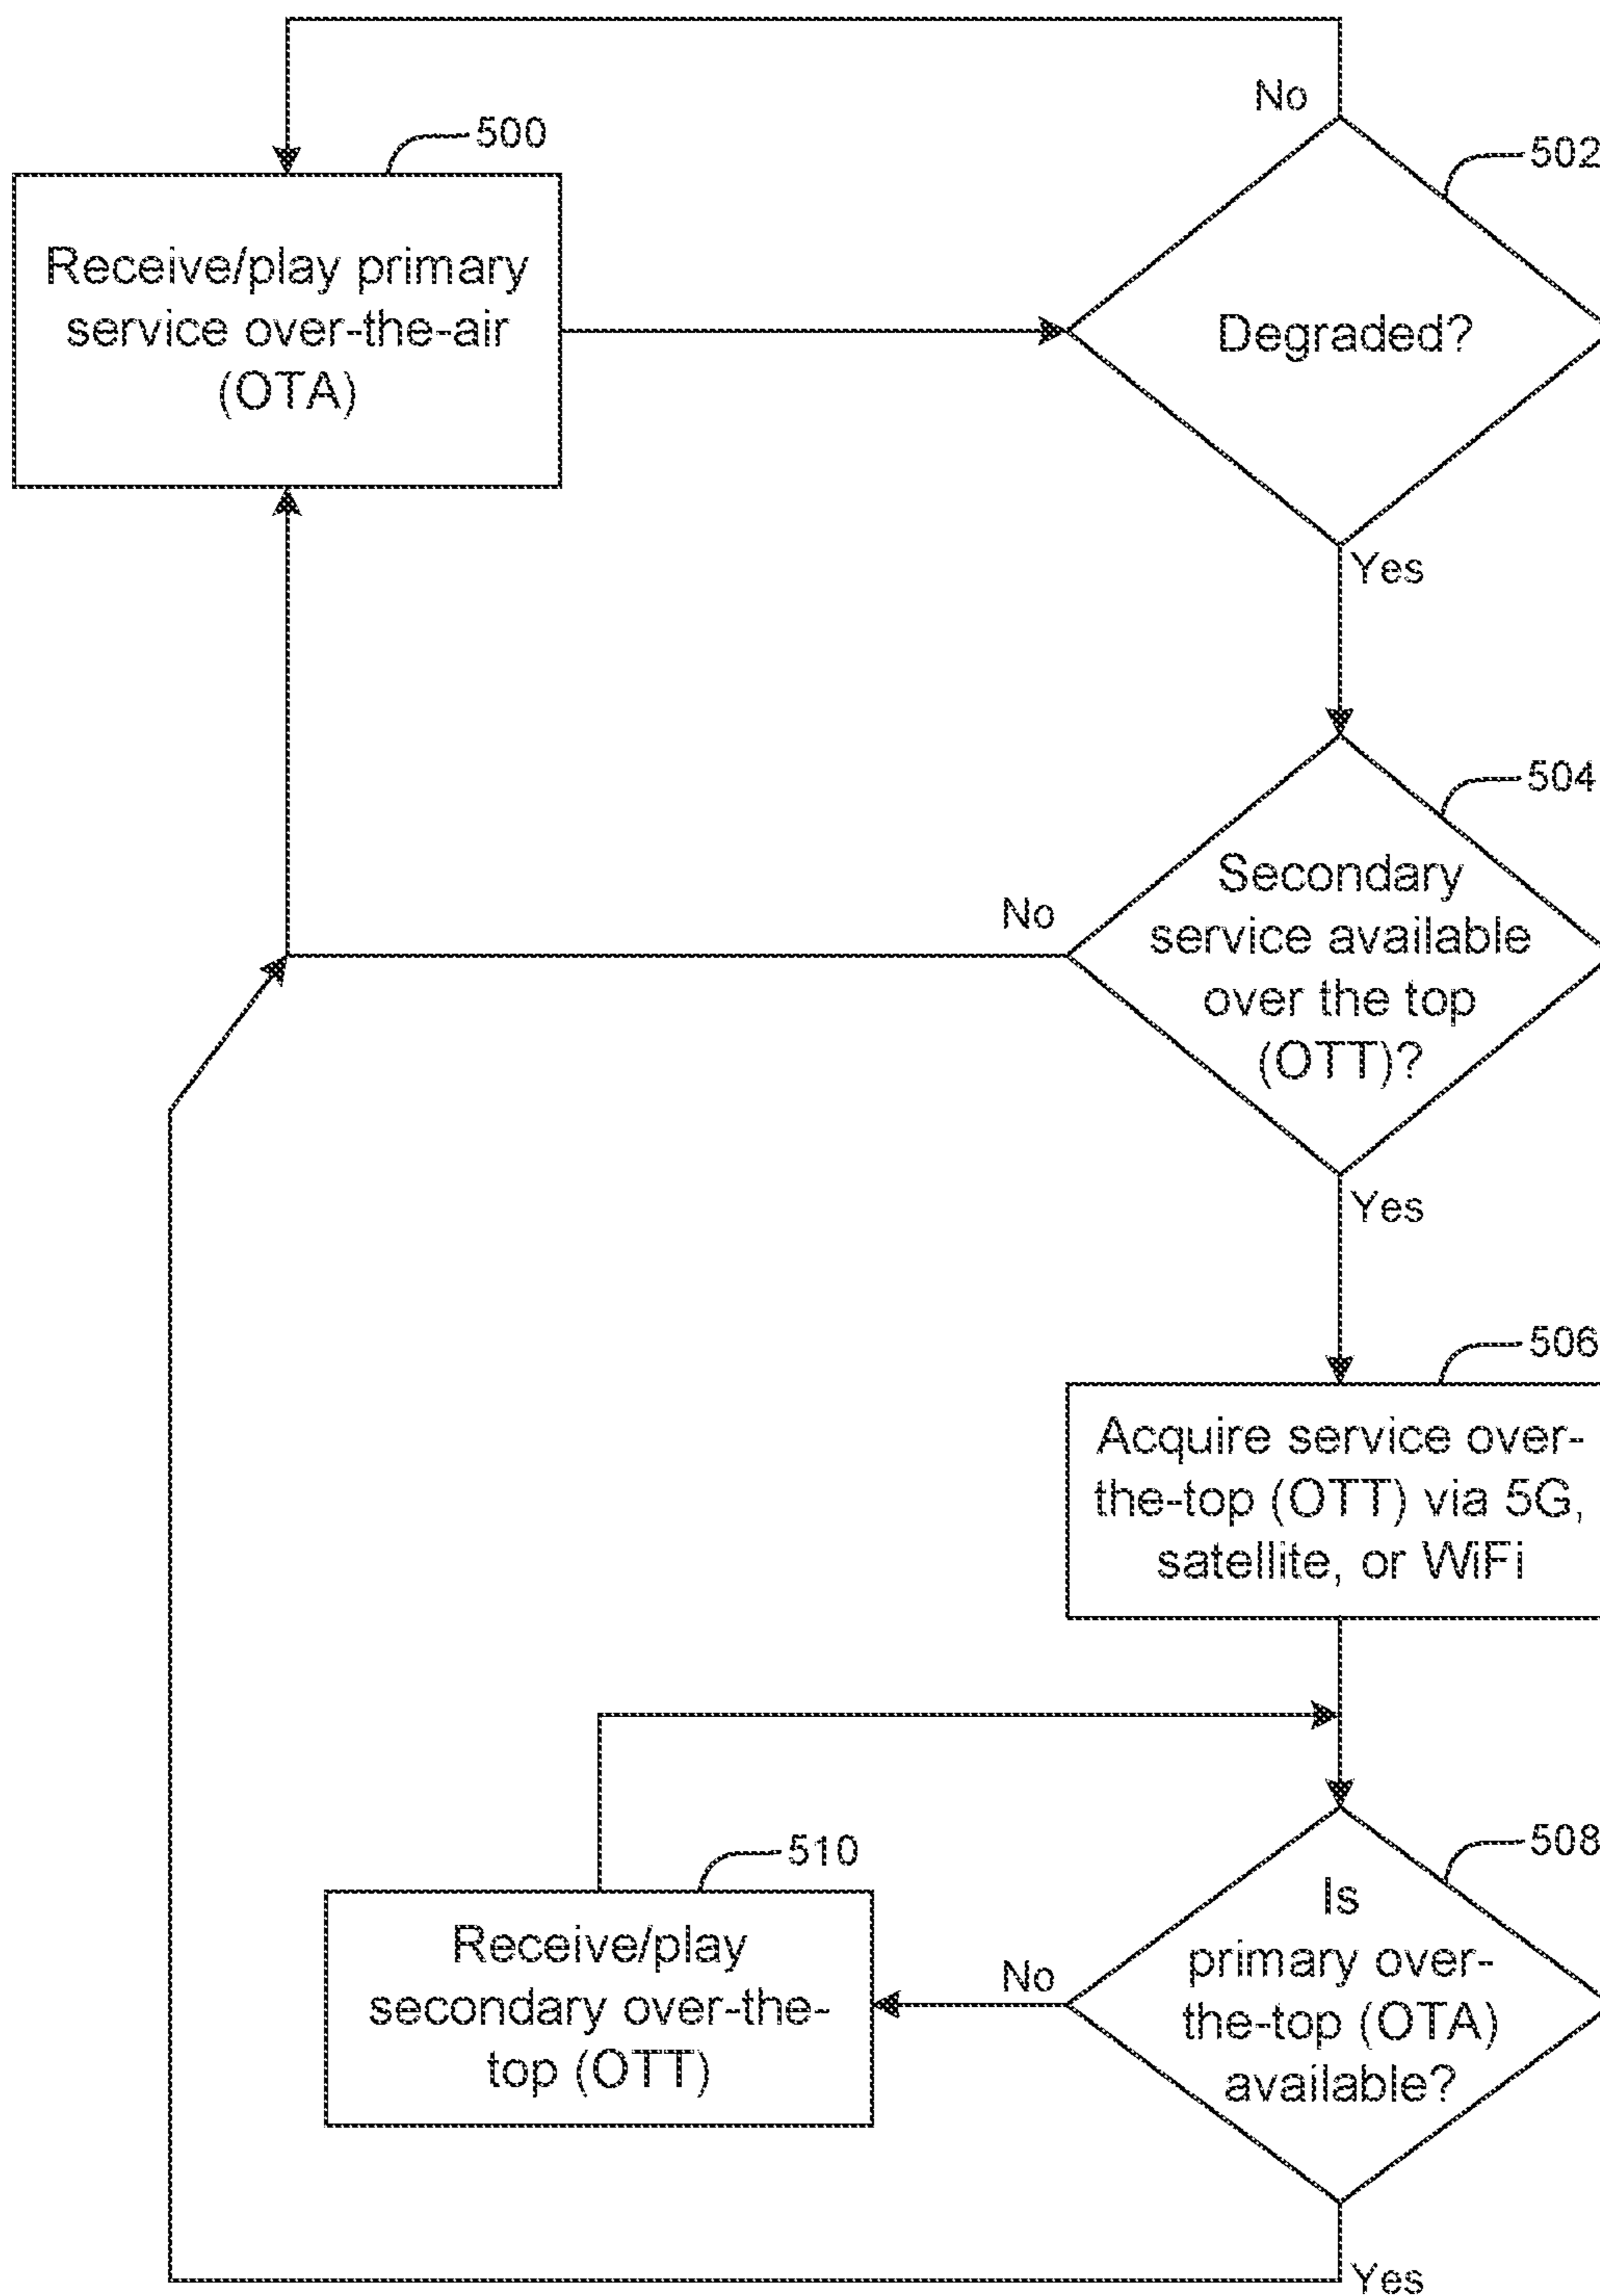 No
500
502
Receive/play primary
service over-the-air
(OTA)
Degraded?
Yes
504
Secondary
service available
over the top
(OTT)?
No
Yes
506
Acquire service over-
the-top (OTT) via 5G,
satellite, or WiFi
510
508
Receive/play
secondary over-the-
top (OTT)
No
Is
primary over-
the-top (OTA)
available?
Yes